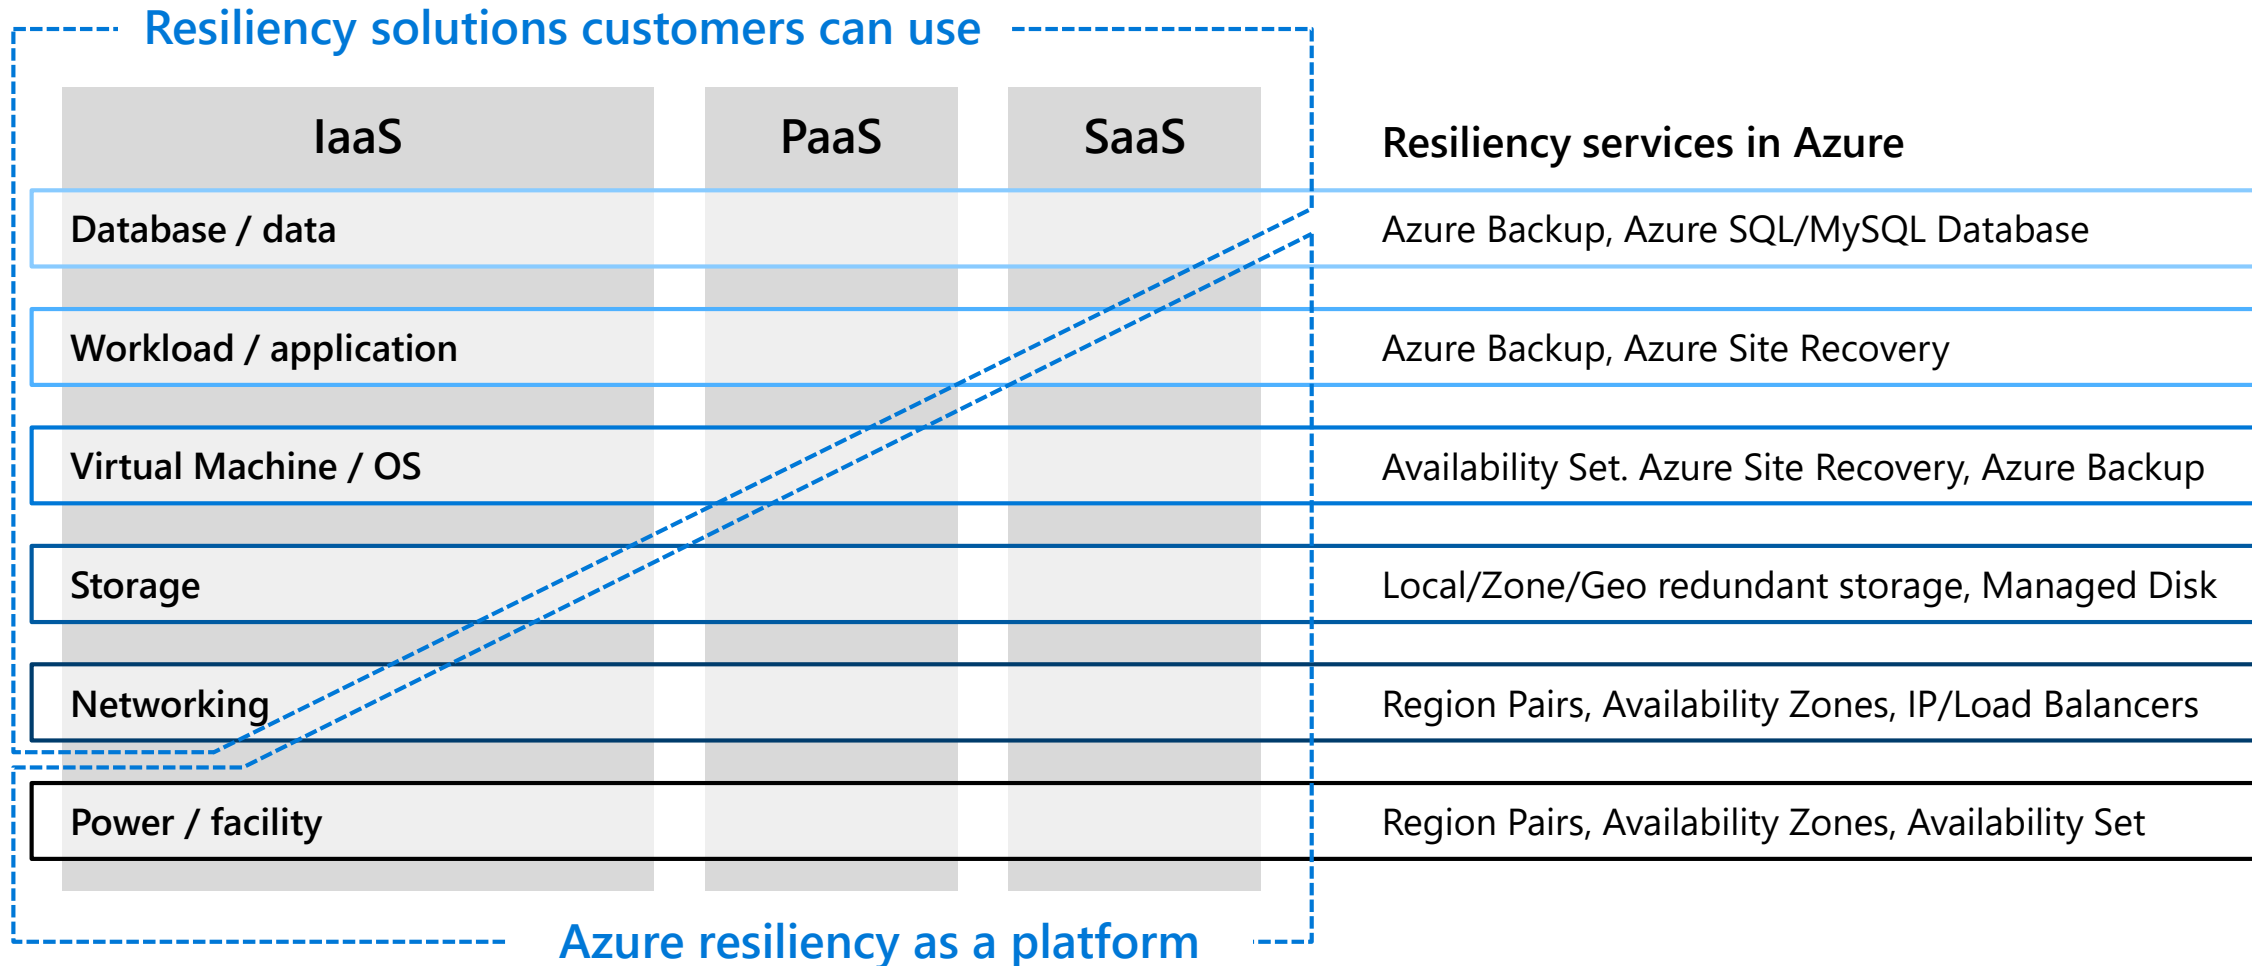 Resiliency solutions customers can use
IaaS PaaS SaaS Resiliency services in Azure
Database / data Azure Backup, Azure SQL/MySQL Database
Workload / application Azure Backup, Azure Site Recovery
Virtual Machine / OS Availability Set. Azure Site Recovery, Azure Backup
Storage Local/Zone/Geo redundant storage, Managed Disk
Networking Region Pairs, Availability Zones, IP/Load Balancers
Power / facility Region Pairs, Availability Zones, Availability Set
Azure resiliency as a platform